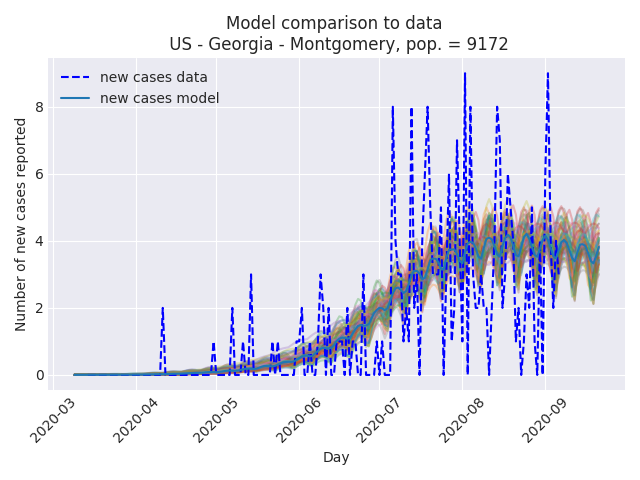 Model comparison to data
US - Georgia - Montgomery, pop. = 9172
new cases data
new cases model
Number of new cases reported
8
6
4
2
0
2020-03
2020-04
2020-05
2020-06
2020-07
2020-08
2020-09
Day